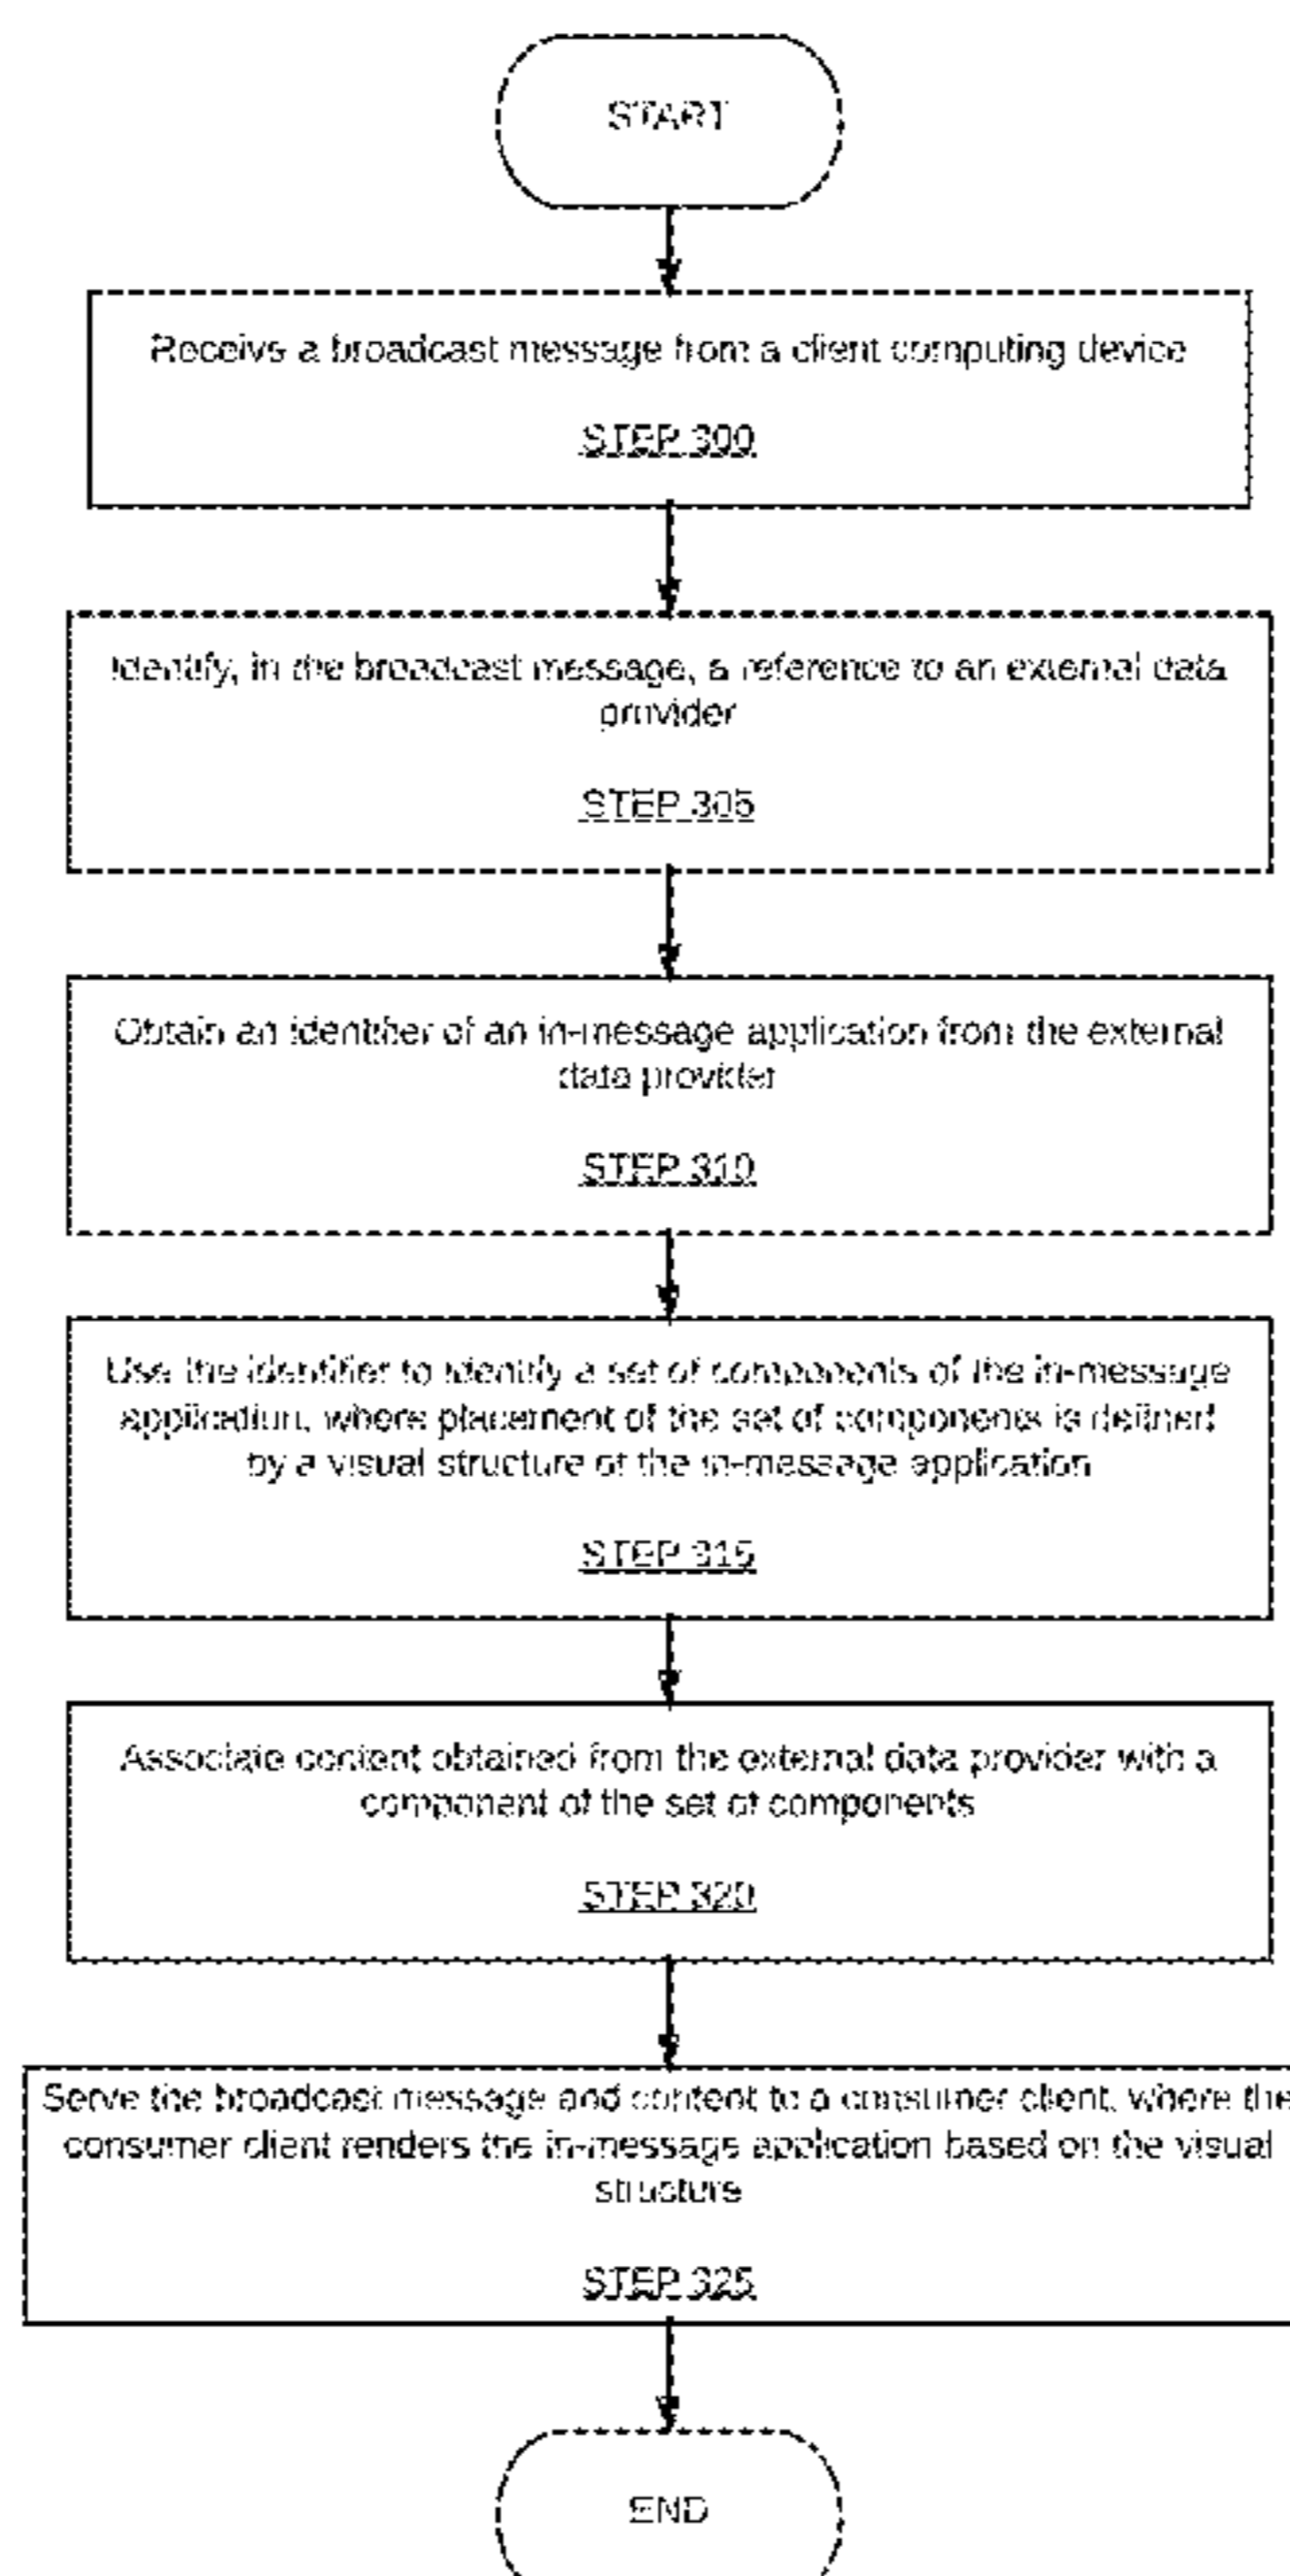 START
Receive a broadcast message from a client computing device
STEP 300
Identify, in the broadcast message, a reference to an external data
provider
STEP 305
Obtain an identifier of an in-message application from the external
data provider
STEP 310
Use the identifier to identify a set of components of the in-message
application, where placement of the set of components is defined
by a visual structure of the in-message application
STEP 315
Associate content obtained from the external data provider with a
component of the set of components
STEP 320
Serve the broadcast message and content to a consumer client, where the
consumer client renders the in-message application based on the visual
structure
STEP 325
END